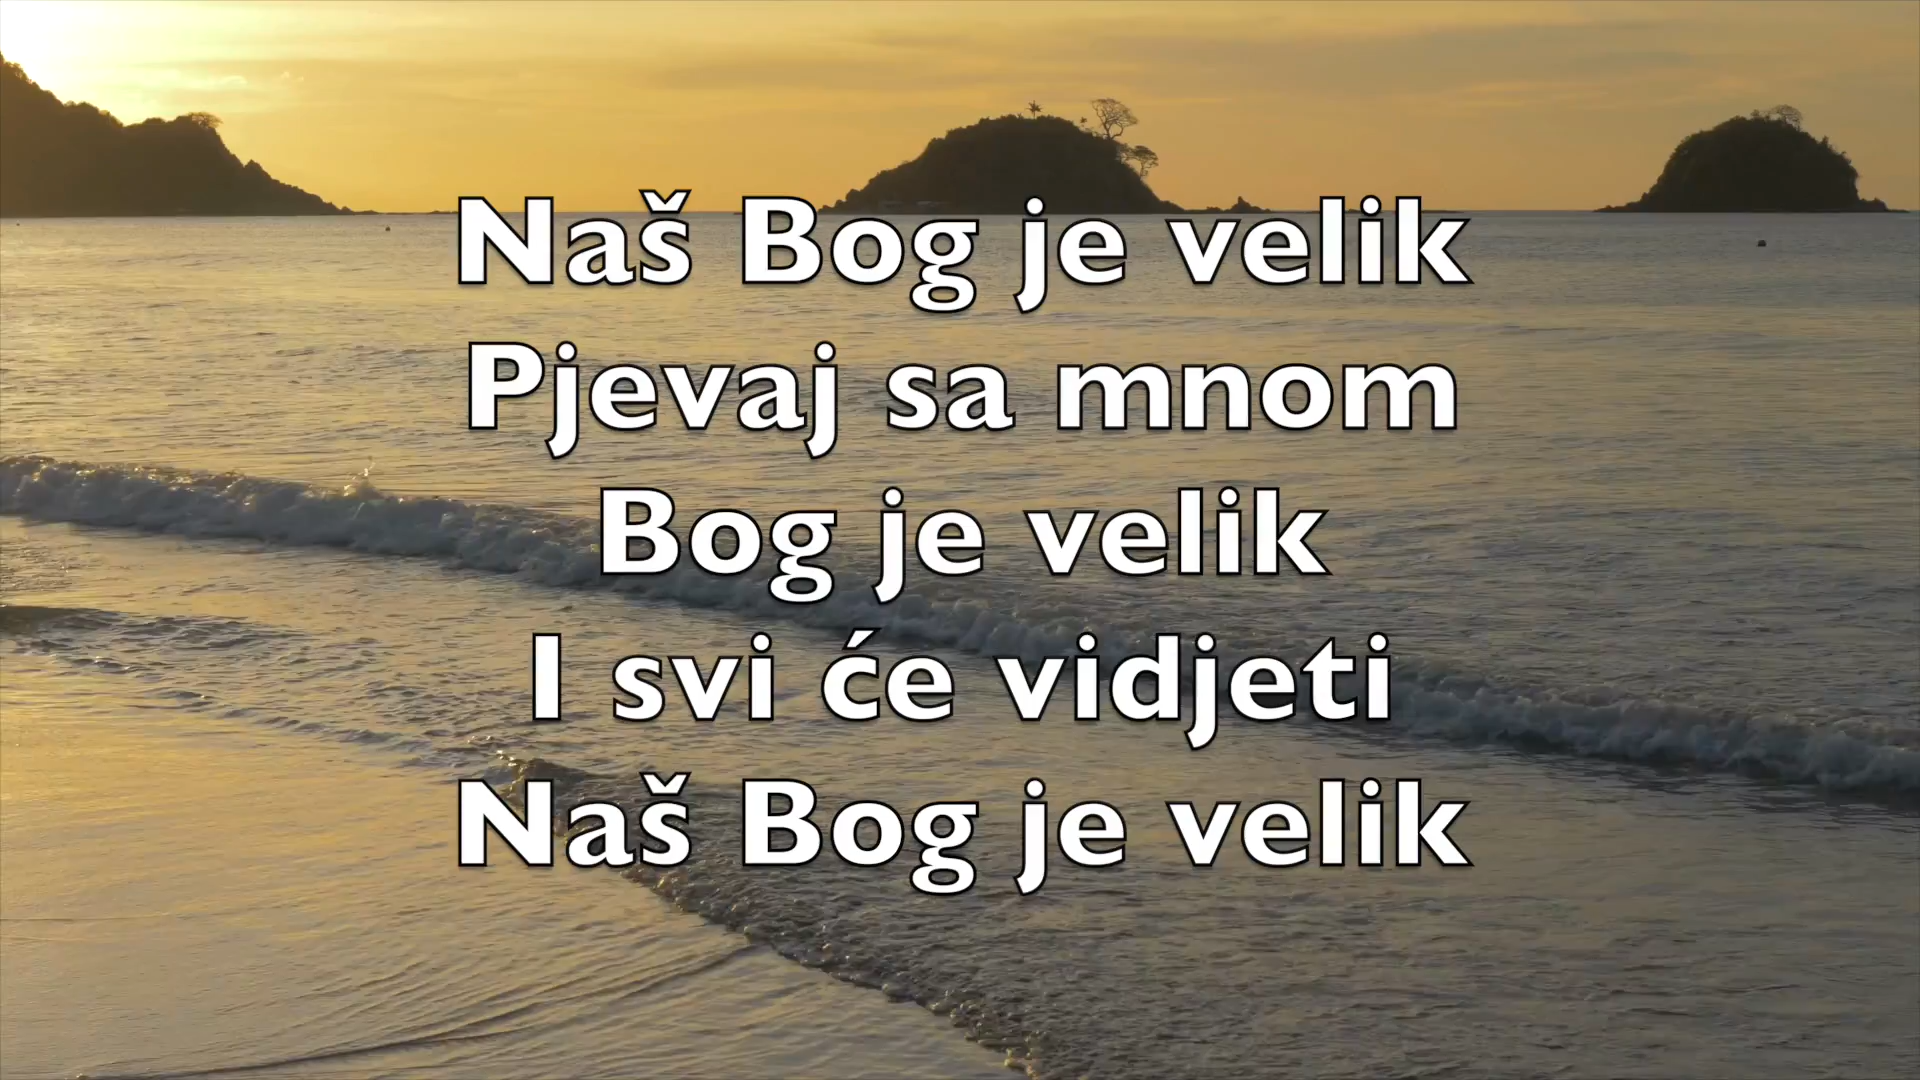 Naš Bog je velik
Pjevaj sa mnom
Bog je velik
I svi će vidjeti
Naš Bog je velik